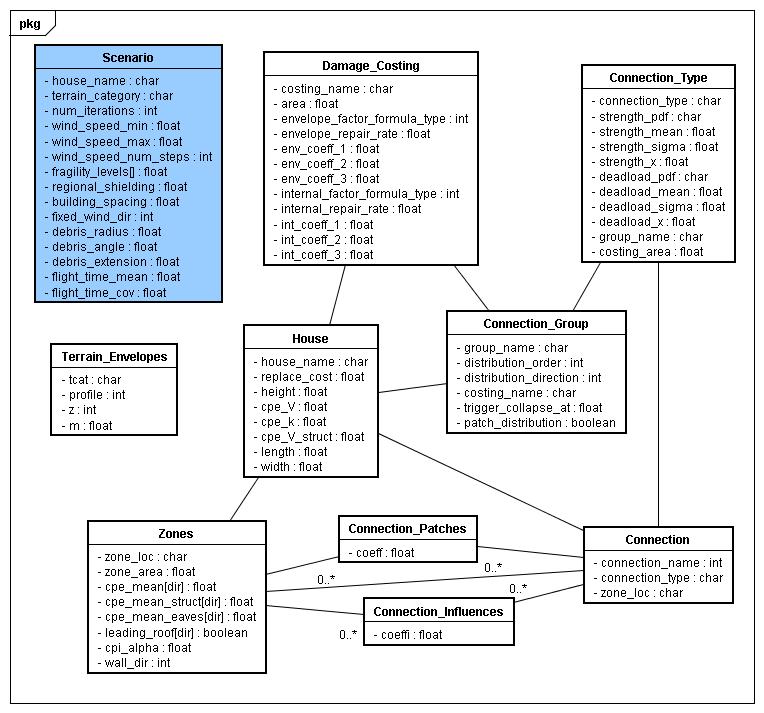 pkg
Scenario
- house_name : char
- terrain_category : char
- num_iterations : int
- wind_speed_min : float
- wind_speed_max : float
- wind_speed_num_steps : int
- fragility_levels[] : float
- regional_shielding : float
- building_spacing : float
- fixed_wind_dir : int
- debris_radius : float
- debris_angle : float
- debris_extension : float
- flight_time_mean : float
- flight_time_cov : float
Damage_Costing
- costing_name : char
- area : float
- envelope_factor_formula_type : int
- envelope_repair_rate : float
- env_coeff_1 : float
- env_coeff_2 : float
- env_coeff_3 : float
- internal_factor_formula_type : int
- internal_repair_rate : float
- int_coeff_1 : float
- int_coeff_2 : float
- int_coeff_3 : float
Connection_Type
- connection_type : char
- strength_pdf : char
- strength_mean : float
- strength_sigma : float
- strength_x : float
- deadload_pdf : char
- deadload_mean : float
- deadload_sigma : float
- deadload_x : float
- group_name : char
- costing_area : float
Terrain_Envelopes
- tcat : char
- profile : int
- z : int
- m : float
House
- house_name : char
- replace_cost : float
- height : float
- cpe_V : float
- cpe_k : float
- cpe_V_struct : float
- length : float
- width : float
Connection_Group
- group_name : char
- distribution_order : int
- distribution_direction : int
- costing_name : char
- trigger_collapse_at : float
- patch_distribution : boolean
Zones
- zone_loc : char
- zone_area : float
- cpe_mean[dir] : float
- cpe_mean_struct[dir] : float
- cpe_mean_eaves[dir] : float
- leading_roof[dir] : boolean
- cpi_alpha : float
- wall_dir : int
Connection_Patches
- coeff : float
0..*
0..*
0..*
Connection_Influences
- coeffi : float
0..*
Connection
- connection_name : int
- connection_type : char
- zone_loc : char